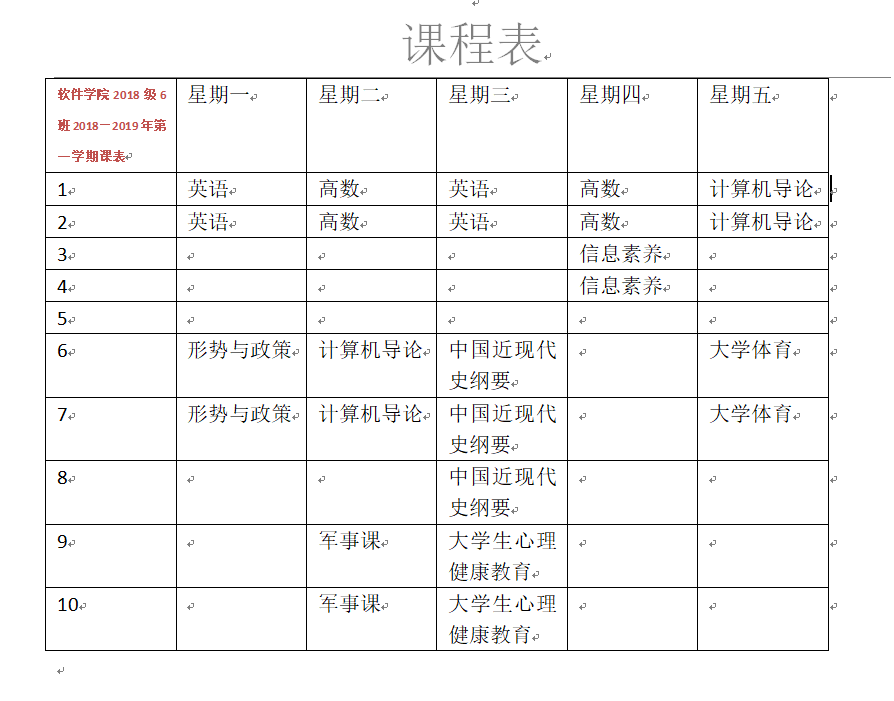 课程表
软件学院 2018 级 6
班 2018—2019 年第
一学期课表
星期一 星期二 星期三 星期四 星期五
1 英语 高数 英语 高数 计算机导论
2 英语 高数 英语 高数 计算机导论
3 信息素养
4 信息素养
5
6 形势与政策 计算机导论 中国近现代 大学体育
史纲要
7 形势与政策 计算机导论 中国近现代 大学体育
史纲要
8 中国近现代
史纲要
9 军事课 大学生心理
健康教育
10 军事课 大学生心理
健康教育